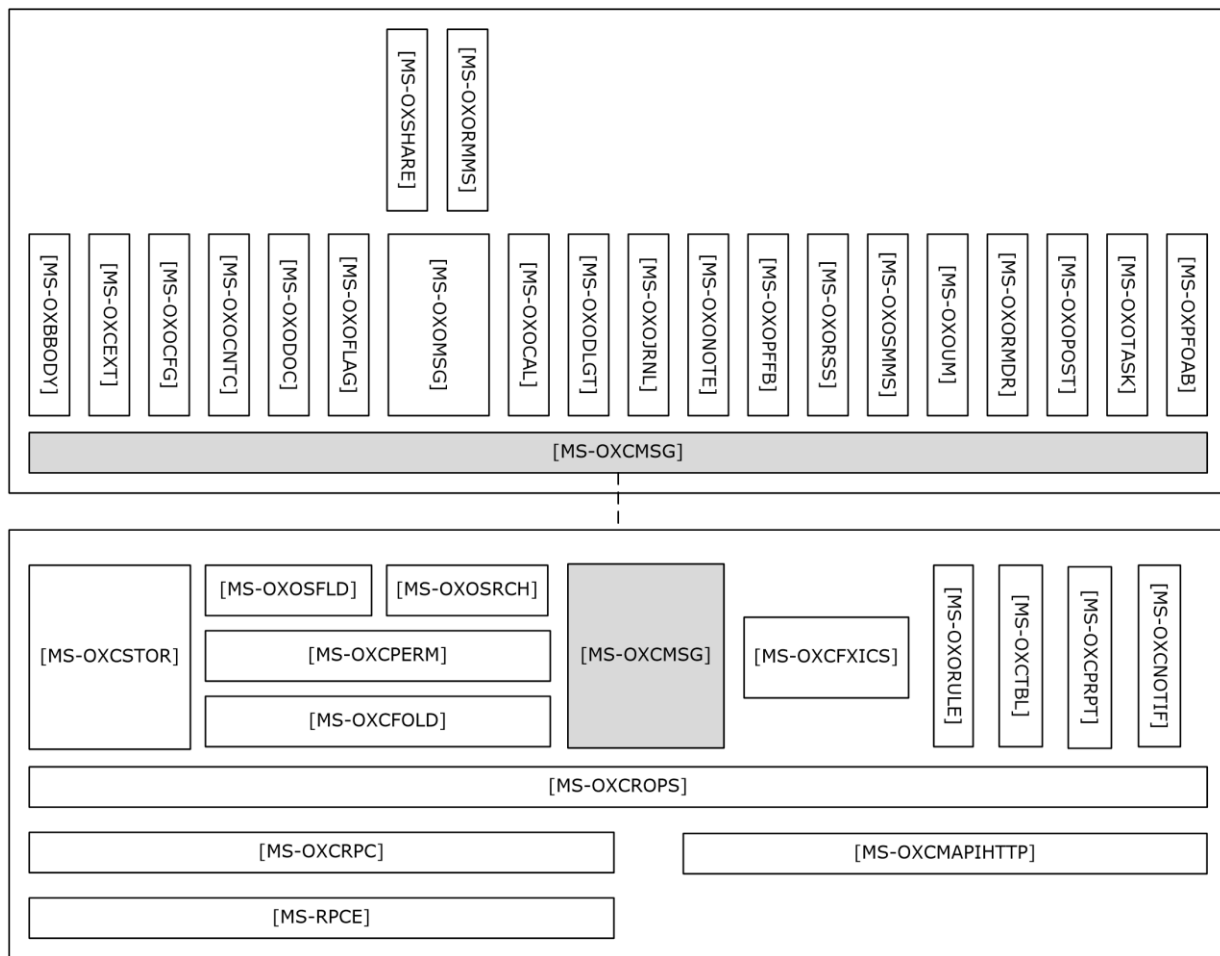 [MS-OXSHARE]
[MS-OXORMMS]
[MS-OXBBODY]
[MS-OXCEXT]
[MS-OXOCFG]
[MS-OXOCNTC]
[MS-OXODOC]
[MS-OXOFLAG]
[MS-OXOMSG]
[MS-OXOCAL]
[MS-OXODLGT]
[MS-OXOJRNL]
[MS-OXONOTE]
[MS-OXOPFFB]
[MS-OXORSS]
[MS-OXOSMMS]
[MS-OXOUM]
[MS-OXORMDR]
[MS-OXOPOST]
[MS-OXOTASK]
[MS-OXPFOAB]
[MS-OXCMSG]
[MS-OXCSTOR]
[MS-OXOSFLD]
[MS-OXOSRCH]
[MS-OXCPERM]
[MS-OXCFOLD]
[MS-OXCMSG]
[MS-OXCFXICS]
[MS-OXORULE]
[MS-OXCTBL]
[MS-OXCPRPT]
[MS-OXCNOTIF]
[MS-OXCROPS]
[MS-OXCRPC]
[MS-OXCMAPIHTTP]
[MS-RPCE]